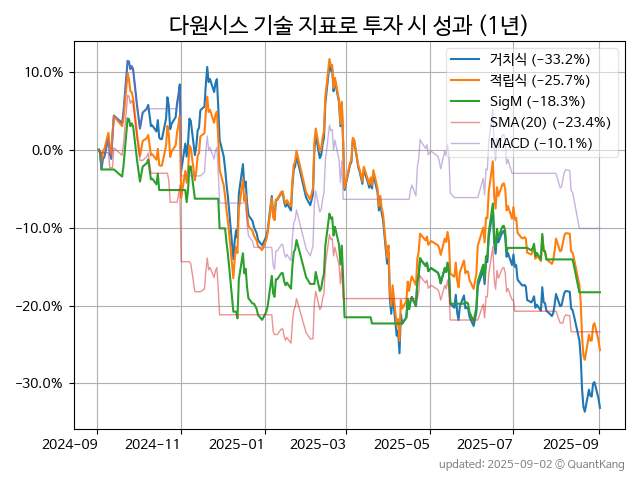 다원시스 기술 지표로 투자 시 성과 (1년)
거치식 (−33.2%)
적립식 (−25.7%)
SigM (−18.3%)
SMA(20) (−23.4%)
MACD (−10.1%)
10.0%
0.0%
−10.0%
−20.0%
−30.0%
2024-09 2024-11 2025-01 2025-03 2025-05 2025-07 2025-09
updated: 2025-09-02 © QuantKang